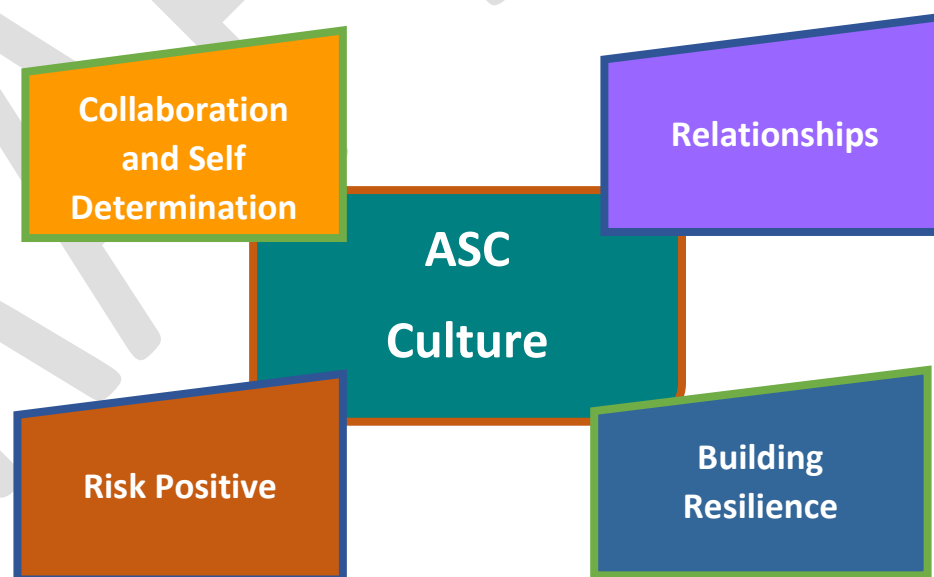 Collaboration
and Self
Determination
Relationships
ASC
Culture
Risk Positive
Building
Resilience